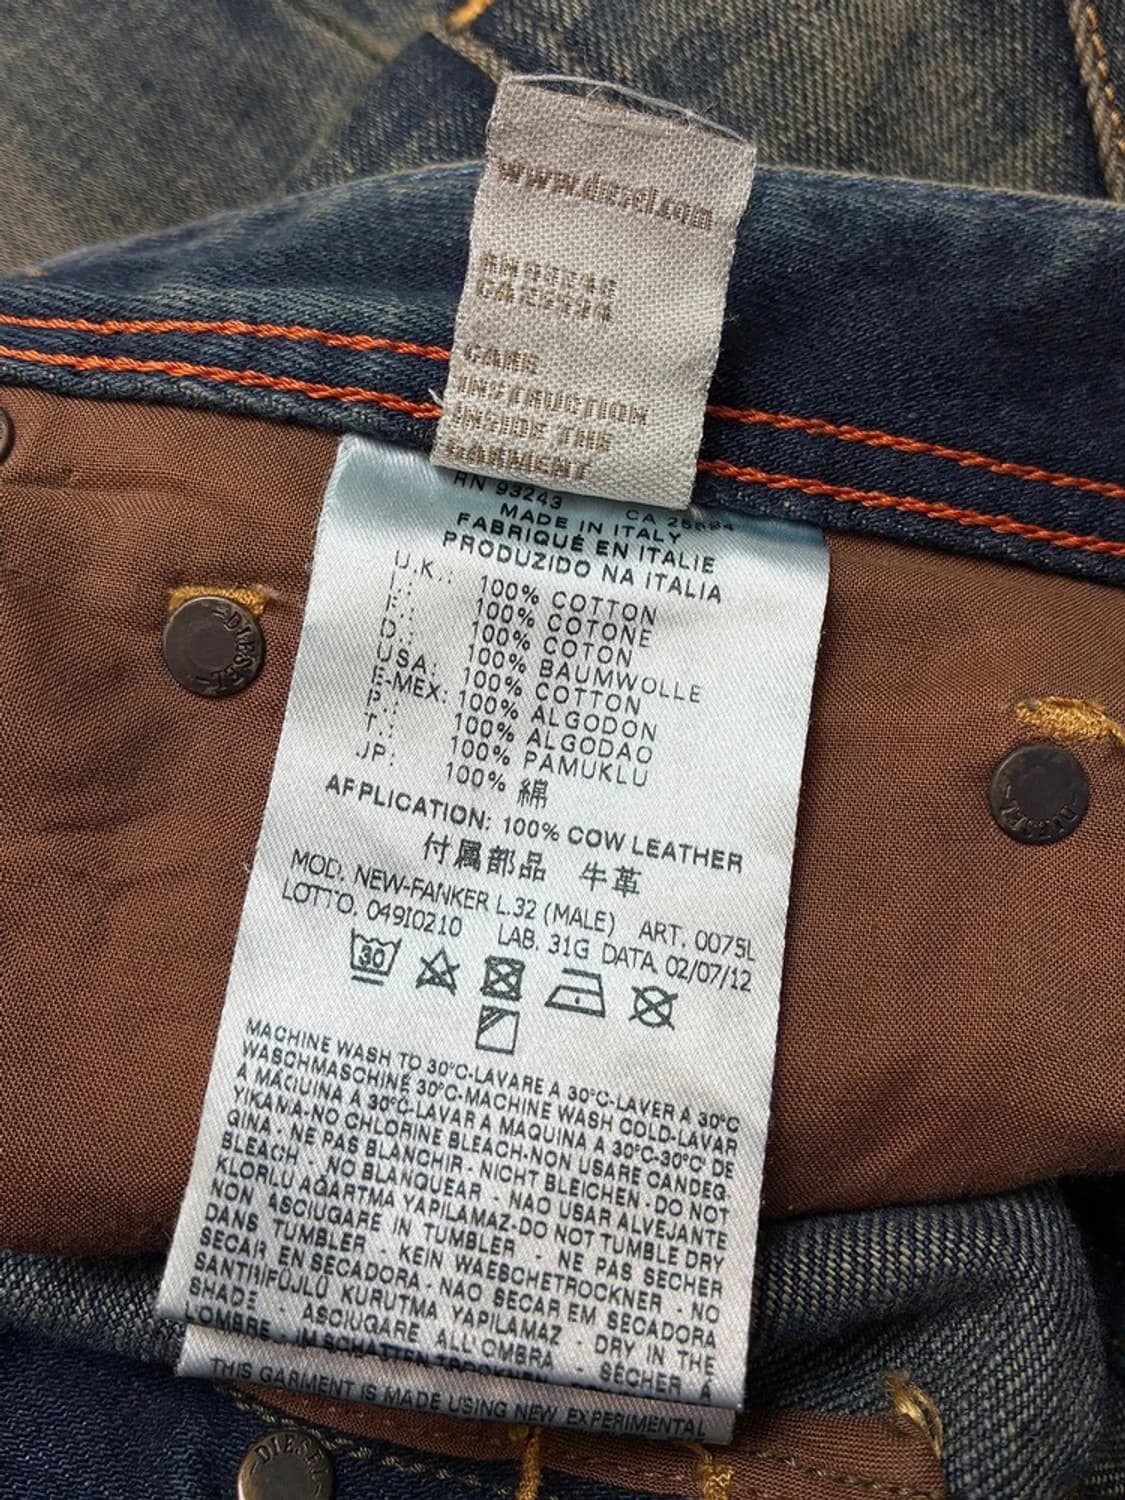 www.diesel.com
CARE
INSTRUCTION
INSIDE THE
GARMENT
RN 93243 CA 25594
MADE IN ITALY
FABRIQUÉ EN ITALIE
PRODUZIDO NA ITALIA
U.K.: 100% COTTON
I.: 100% COTONE
F.: 100% COTON
D.: 100% BAUMWOLLE
USA: 100% COTTON
E-MEX: 100% ALGODON
P.: 100% ALGODAO
T.: 100% PAMUKLU
JP: 100% 綿
APPLICATION: 100% COW LEATHER
付属部品 牛革
MOD. NEW-FANKER L.32 (MALE) ART. 0075L
LOTTO. 049I0210 LAB. 31G DATA 02/07/12
30
MACHINE WASH TO 30°C-LAVARE A 30°C-LAVER A 30°C
WASCHMASCHINE 30°C-MACHINE WASH COLD-LAVAR
A MAQUINA A 30°C-LAVAR A MAQUINA A 30°C-30°C DE
YIKAMA-NO CHLORINE BLEACH-NON USARE CANDEG.
GINA - NE PAS BLANCHIR - NICHT BLEICHEN - DO NOT
BLEACH - NO BLANQUEAR - NAO USAR ALVEJANTE
KLORLU AĞARTMA YAPILAMAZ-DO NOT TUMBLE DRY
NON ASCIUGARE IN TUMBLER - NE PAS SECHER
DANS TUMBLER - KEIN WAESCHETROCKNER - NO
SECAR EN SECADORA - NAO SECAR EM SECADORA
SANTRIFÜJLÜ KURUTMA YAPILAMAZ - DRY IN THE
SHADE - ASCIUGARE ALL'OMBRA - SECHER A
L'OMBRE - IM SCHATTEN TROCKNEN
THIS GARMENT IS MADE USING NEW EXPERIMENTAL
DIESEL
DIESEL
DIESEL